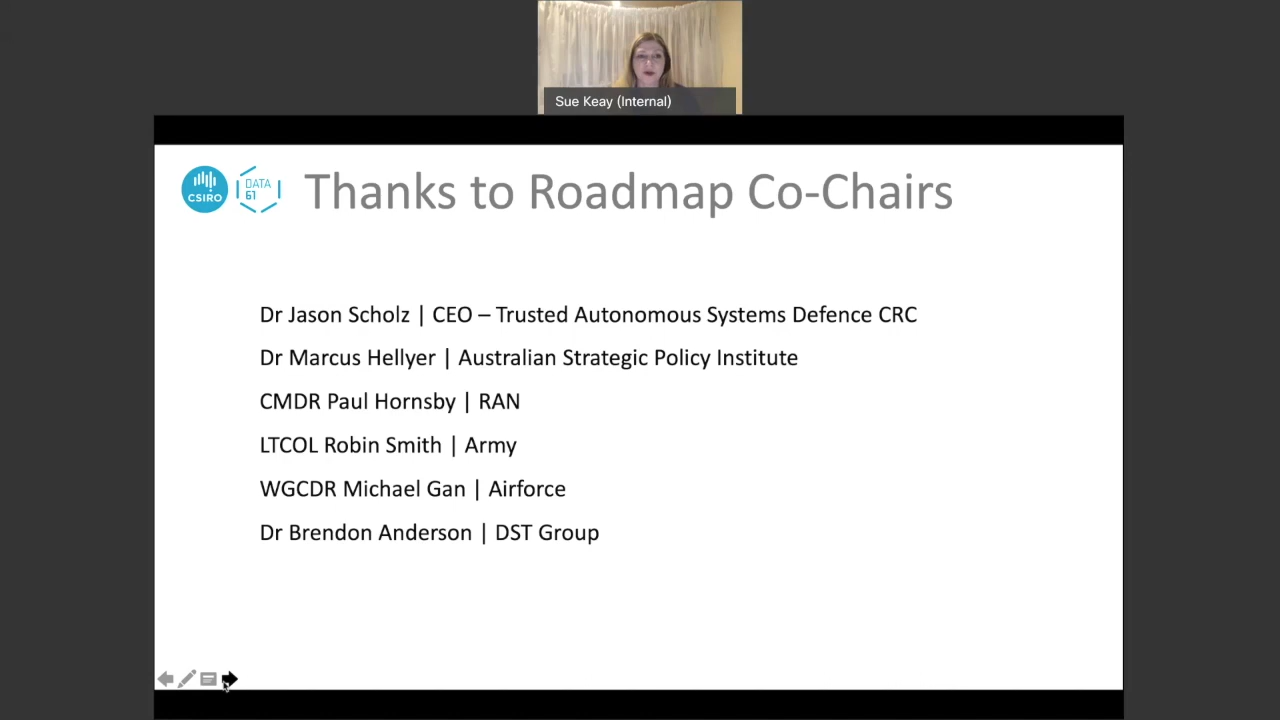 Sue Keay (Internal)
CSIRO
DATA
61
Thanks to Roadmap Co-Chairs
Dr Jason Scholz | CEO – Trusted Autonomous Systems Defence CRC
Dr Marcus Hellyer | Australian Strategic Policy Institute
CMDR Paul Hornsby | RAN
LTCOL Robin Smith | Army
WGCDR Michael Gan | Airforce
Dr Brendon Anderson | DST Group